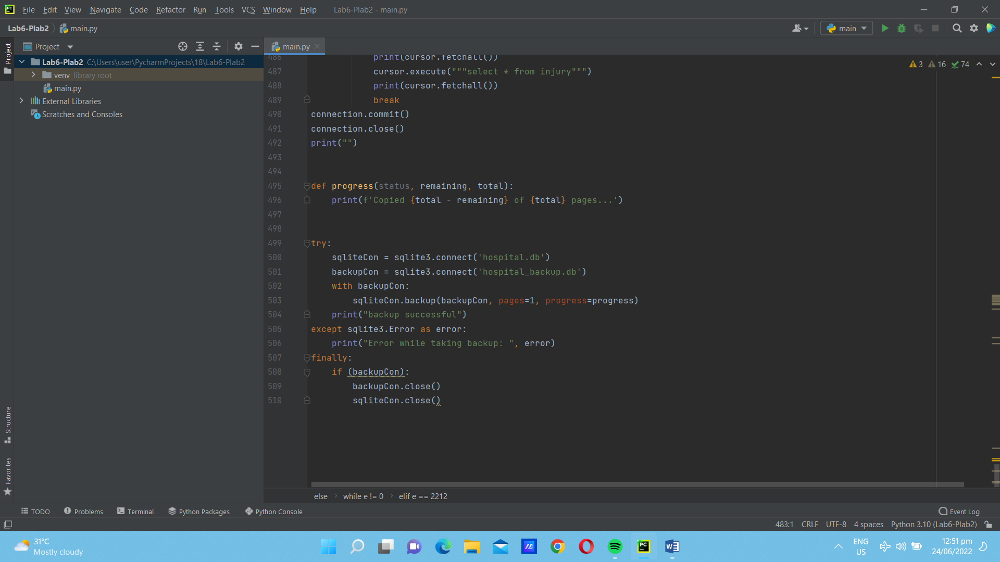 File Edit View Navigate Code Refactor Run Tools VCS Window Help Lab6-Plab2 - main.py
Lab6-Plab2 main.py
main
Project
Project
main.py
Lab6-Plab2 C:\Users\user\PycharmProjects\18\Lab6-Plab2
venv library root
main.py
External Libraries
Scratches and Consoles
3 16 74
486 print(cursor.fetchall())
487 cursor.execute("""select * from injury""")
488 print(cursor.fetchall())
489 break
490 connection.commit()
491 connection.close()
492 print("")
493
494
495 def progress(status, remaining, total):
496 print(f'Copied {total - remaining} of {total} pages...')
497
498
499 try:
500 sqliteCon = sqlite3.connect('hospital.db')
501 backupCon = sqlite3.connect('hospital_backup.db')
502 with backupCon:
503 sqliteCon.backup(backupCon, pages=1, progress=progress)
504 print("backup successful")
505 except sqlite3.Error as error:
506 print("Error while taking backup: ", error)
507 finally:
508 if (backupCon):
509 backupCon.close()
510 sqliteCon.close()
Structure
Favorites
else while e != 0 elif e == 2212
TODO Problems Terminal Python Packages Python Console Event Log
483:1 CRLF UTF-8 4 spaces Python 3.10 (Lab6-Plab2)
31°C
Mostly cloudy
PC
ENG
US
12:51 pm
24/06/2022